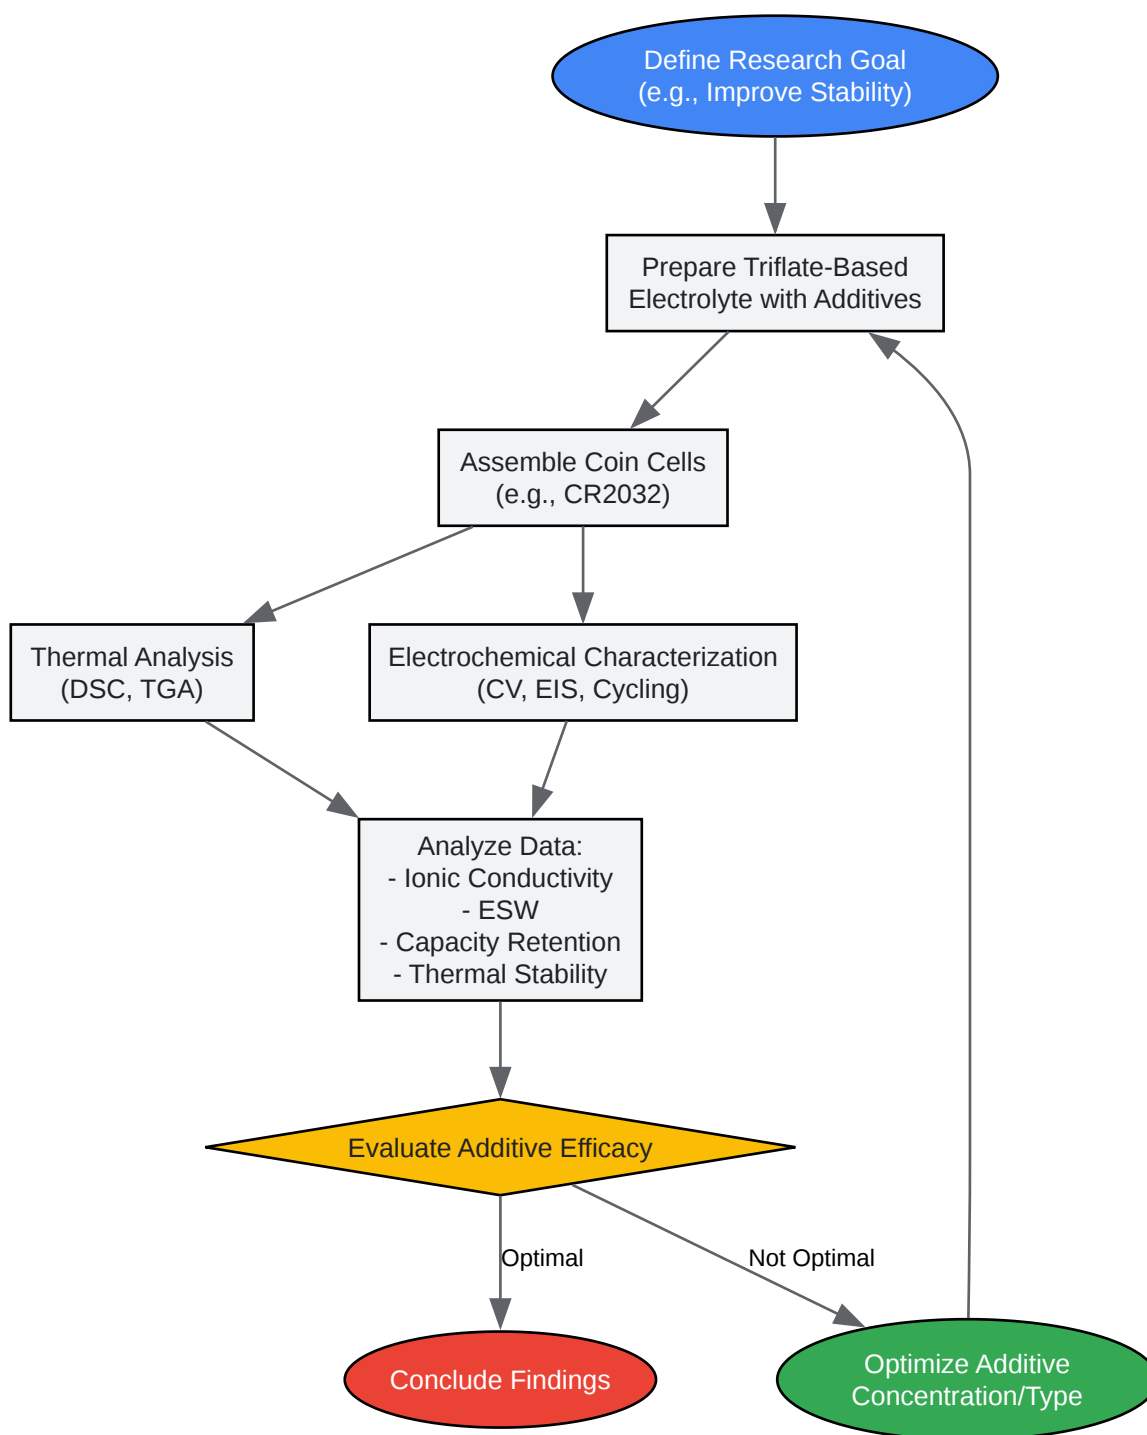 Define Research Goal
(e.g., Improve Stability)
Prepare Triflate-Based
Electrolyte with Additives
Assemble Coin Cells
(e.g., CR2032)
Thermal Analysis
(DSC, TGA)
Electrochemical Characterization
(CV, EIS, Cycling)
Analyze Data:
- Ionic Conductivity
- ESW
- Capacity Retention
- Thermal Stability
Evaluate Additive Efficacy
Optimal
Not Optimal
Conclude Findings
Optimize Additive
Concentration/Type